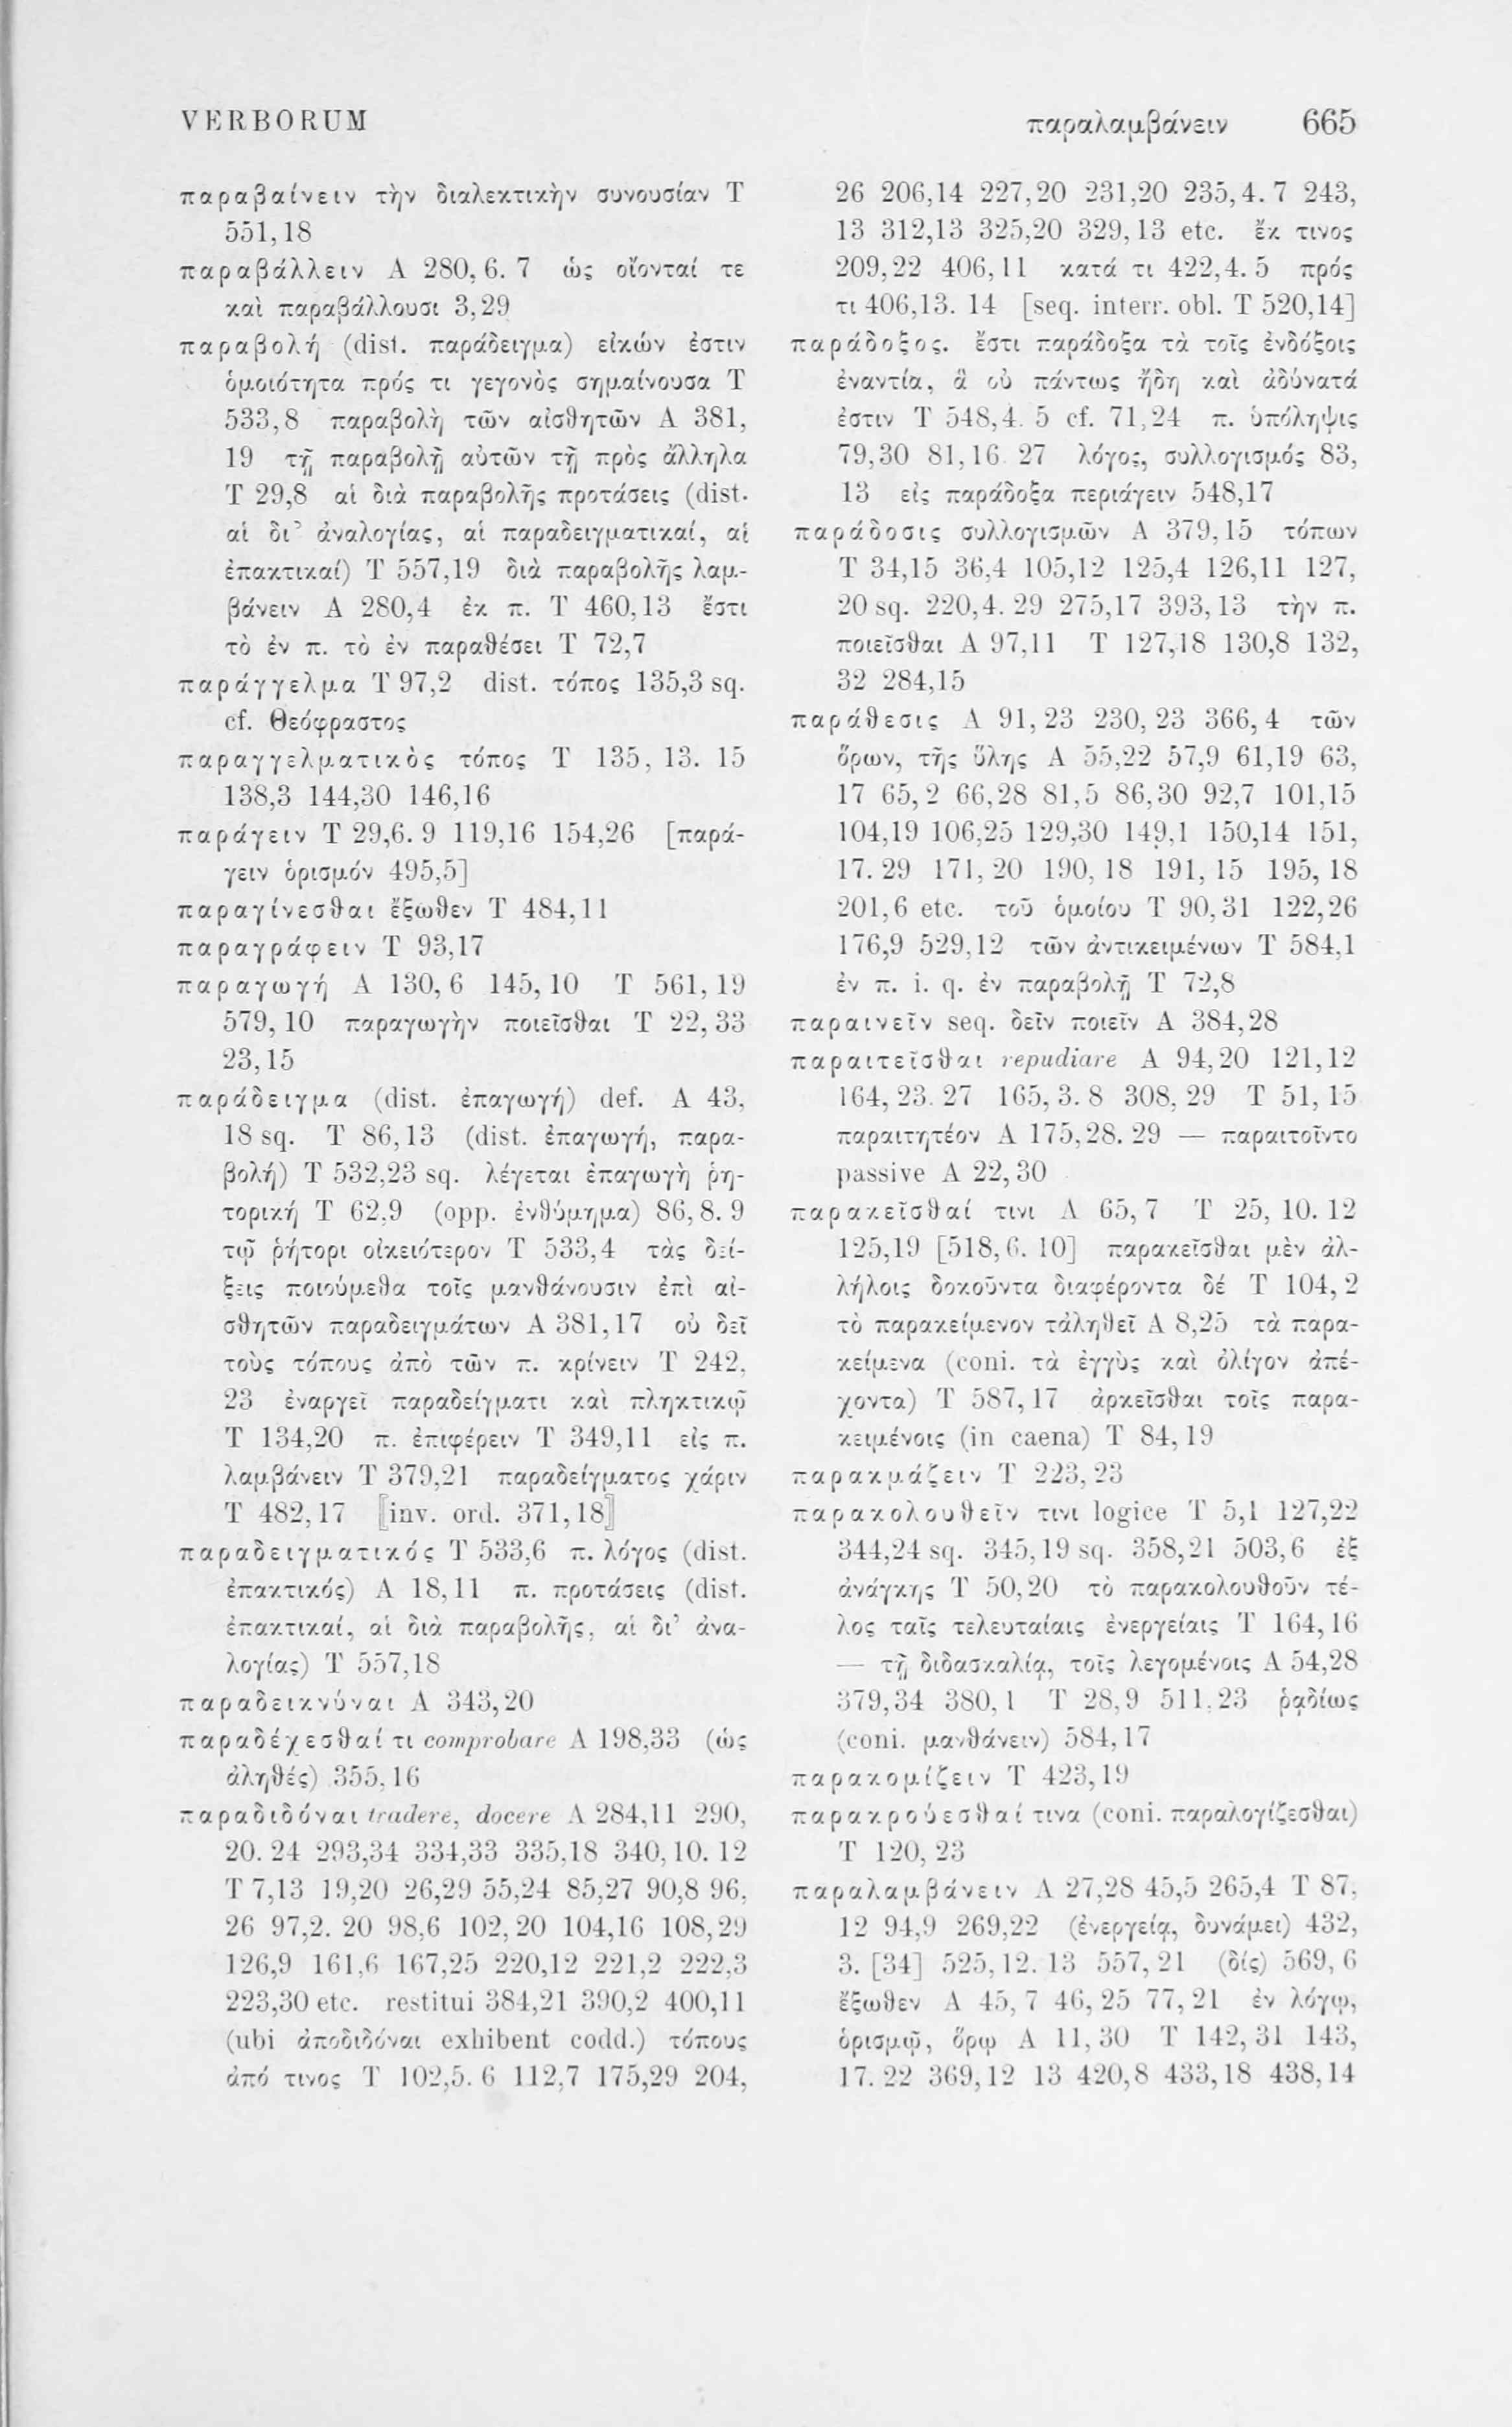 VERBORUM παραλαμβάνειν 665
παραβαίνειν τὴν διαλεκτικὴν συνουσίαν T
551,18
παραβάλλειν A 280, 6. 7 ὡς οἴονταί τε
καὶ παραβάλλουσι 3,29
παραβολή (dist. παράδειγμα) εἰκών ἐστιν
ὁμοιότητα πρός τι γεγονὸς σημαίνουσα T
533,8 παραβολὴ τῶν αἰσθητῶν A 381,
19 τῇ παραβολῇ αὐτῶν τῇ πρὸς ἄλληλα
T 29,8 αἱ διὰ παραβολῆς προτάσεις (dist.
αἱ δι᾽ ἀναλογίας, αἱ παραδειγματικαί, αἱ
ἐπακτικαί) T 557,19 διὰ παραβολῆς λαμ-
βάνειν A 280,4 ἐκ π. T 460,13 ἔστι
τὸ ἐν π. τὸ ἐν παραθέσει T 72,7
παράγγελμα T 97,2 dist. τόπος 135,3 sq.
cf. Θεόφραστος
παραγγελματικὸς τόπος T 135, 13. 15
138,3 144,30 146,16
παράγειν T 29,6. 9 119,16 154,26 [παρά-
γειν ὁρισμόν 495,5]
παραγίνεσθαι ἔξωθεν T 484,11
παραγράφειν T 93,17
παραγωγή A 130, 6 145, 10 T 561, 19
579, 10 παραγωγὴν ποιεῖσθαι T 22, 33
23,15
παράδειγμα (dist. ἐπαγωγή) def. A 43,
18 sq. T 86,13 (dist. ἐπαγωγή, παρα-
βολή) T 532,23 sq. λέγεται ἐπαγωγὴ ῥη-
τορική T 62,9 (opp. ἐνθύμημα) 86, 8. 9
τῷ ῥήτορι οἰκειότερον T 533,4 τὰς δεί-
ξεις ποιούμεθα τοῖς μανθάνουσιν ἐπὶ αἰ-
σθητῶν παραδειγμάτων A 381,17 οὐ δεῖ
τοὺς τόπους ἀπὸ τῶν π. κρίνειν T 242,
23 ἐναργεῖ παραδείγματι καὶ πληκτικῷ
T 134,20 π. ἐπιφέρειν T 349,11 εἰς π.
λαμβάνειν T 379,21 παραδείγματος χάριν
T 482,17 ⟦inv. ord. 371,18⟧
παραδειγματικός T 533,6 π. λόγος (dist.
ἐπακτικός) A 18,11 π. προτάσεις (dist.
ἐπακτικαί, αἱ διὰ παραβολῆς, αἱ δι᾽ ἀνα-
λογίας) T 557,18
παραδεικνύναι A 343,20
παραδέχεσθαί τι comprobare A 198,33 (ὡς
ἀληθές) 355,16
παραδιδόναι tradere, docere A 284,11 290,
20. 24 293,34 334,33 335,18 340,10. 12
T 7,13 19,20 26,29 55,24 85,27 90,8 96,
26 97,2. 20 98,6 102,20 104,16 108,29
126,9 161,6 167,25 220,12 221,2 222,3
223,30 etc. restitui 384,21 390,2 400,11
(ubi ἀποδιδόναι exhibent codd.) τόπους
ἀπό τινος T 102,5. 6 112,7 175,29 204,
26 206,14 227,20 231,20 235,4. 7 243,
13 312,13 325,20 329,13 etc. ἔκ τινος
209,22 406,11 κατά τι 422,4. 5 πρός
τι 406,13. 14 [seq. interr. obl. T 520,14]
παράδοξος. ἔστι παράδοξα τὰ τοῖς ἐνδόξοις
ἐναντία, ἃ οὐ πάντως ἤδη καὶ ἀδύνατά
ἐστιν T 548,4. 5 cf. 71,24 π. ὑπόληψις
79,30 81,16. 27 λόγος, συλλογισμός 83,
13 εἰς παράδοξα περιάγειν 548,17
παράδοσις συλλογισμῶν A 379,15 τόπων
T 34,15 36,4 105,12 125,4 126,11 127,
20 sq. 220,4. 29 275,17 393,13 τὴν π.
ποιεῖσθαι A 97,11 T 127,18 130,8 132,
32 284,15
παράθεσις A 91, 23 230, 23 366, 4 τῶν
ὅρων, τῆς ὕλης A 55,22 57,9 61,19 63,
17 65,2 66,28 81,5 86,30 92,7 101,15
104,19 106,25 129,30 149,1 150,14 151,
17. 29 171, 20 190, 18 191, 15 195, 18
201,6 etc. τοῦ ὁμοίου T 90,31 122,26
176,9 529,12 τῶν ἀντικειμένων T 584,1
ἐν π. i. q. ἐν παραβολῇ T 72,8
παραινεῖν seq. δεῖν ποιεῖν A 384,28
παραιτεῖσθαι repudiare A 94,20 121,12
164, 23. 27 165, 3. 8 308, 29 T 51, 15
παραιτητέον A 175,28. 29 — παραιτοῖντο
passive A 22,30
παρακεῖσθαί τινι A 65, 7 T 25, 10. 12
125,19 [518, 6. 10] παρακεῖσθαι μὲν ἀλ-
λήλοις δοκοῦντα διαφέροντα δέ T 104, 2
τὸ παρακείμενον τἀληθεῖ A 8,25 τὰ παρα-
κείμενα (coni. τὰ ἐγγὺς καὶ ὀλίγον ἀπέ-
χοντα) T 587,17 ἀρκεῖσθαι τοῖς παρα-
κειμένοις (in caena) T 84,19
παρακμάζειν T 223,23
παρακολουθεῖν τινι logice T 5,1 127,22
344,24 sq. 345,19 sq. 358,21 503,6 ἐξ
ἀνάγκης T 50,20 τὸ παρακολουθοῦν τέ-
λος ταῖς τελευταίαις ἐνεργείαις T 164,16
— τῇ διδασκαλίᾳ, τοῖς λεγομένοις A 54,28
379,34 380,1 T 28,9 511,23 ῥᾳδίως
(coni. μανθάνειν) 584,17
παρακομίζειν T 423,19
παρακρούεσθαί τινα (coni. παραλογίζεσθαι)
T 120, 23
παραλαμβάνειν A 27,28 45,5 265,4 T 87,
12 94,9 269,22 (ἐνεργείᾳ, δυνάμει) 432,
3. [34] 525, 12. 13 557, 21 (δίς) 569, 6
ἔξωθεν A 45, 7 46, 25 77, 21 ἐν λόγῳ,
ὁρισμῷ, ὅρῳ A 11, 30 T 142, 31 143,
17. 22 369,12 13 420,8 433,18 438,14